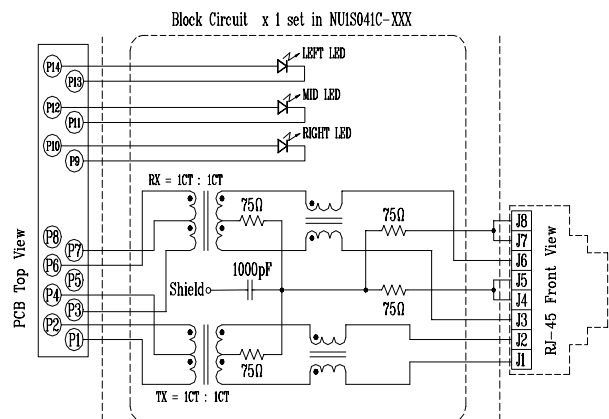 Block Circuit x 1 set in NU1S041C-XXX
P14
LEFT LED
P13
P12
MID LED
P11
P10
RIGHT LED
P9
RX = 1CT : 1CT
75Ω
75Ω
P8
P7
P6
P5
P4
P3
P2
P1
PCB Top View
1000pF
Shield
75Ω
75Ω
TX = 1CT : 1CT
J8
J7
J6
J5
J4
J3
J2
J1
RJ-45 Front View